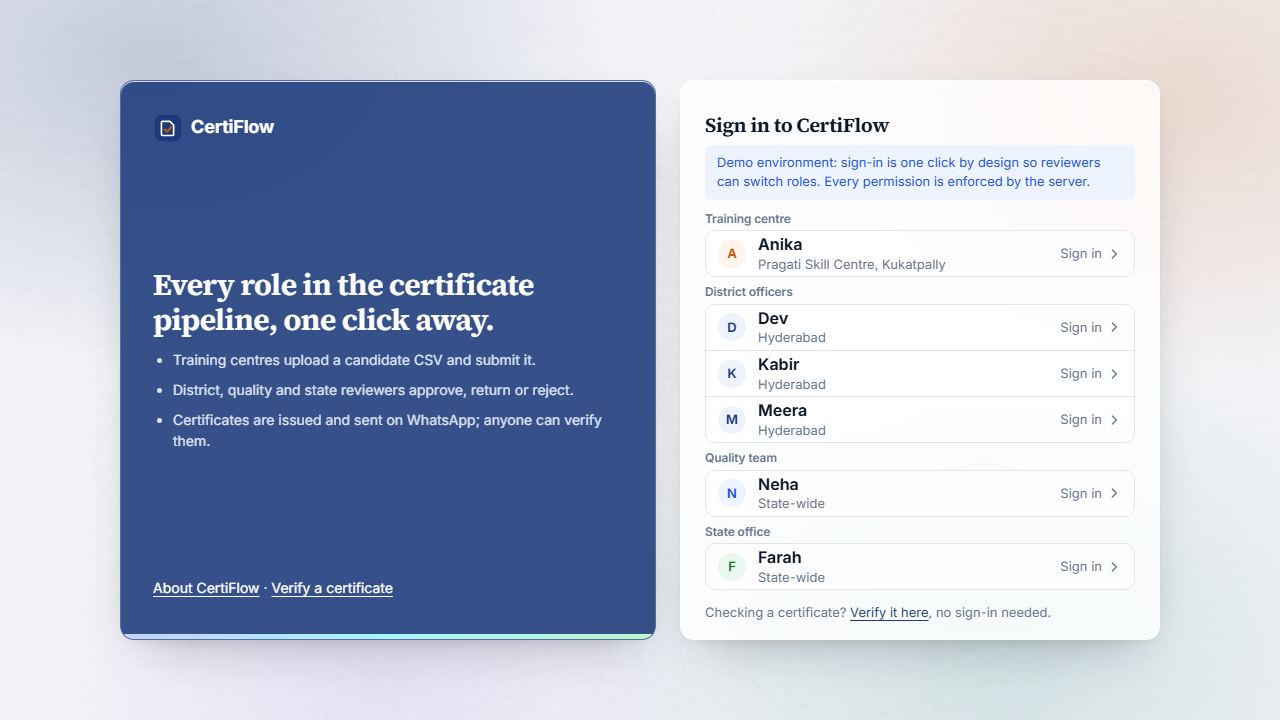 CertiFlow
Every role in the certificate
pipeline, one click away.
• Training centres upload a candidate CSV and submit it.
• District, quality and state reviewers approve, return or reject.
• Certificates are issued and sent on WhatsApp; anyone can verify
them.
About CertiFlow · Verify a certificate
Sign in to CertiFlow
Demo environment: sign-in is one click by design so reviewers
can switch roles. Every permission is enforced by the server.
Training centre
A Anika Sign in
Pragati Skill Centre, Kukatpally
District officers
D Dev Sign in
Hyderabad
K Kabir Sign in
Hyderabad
M Meera Sign in
Hyderabad
Quality team
N Neha Sign in
State-wide
State office
F Farah Sign in
State-wide
Checking a certificate? Verify it here, no sign-in needed.